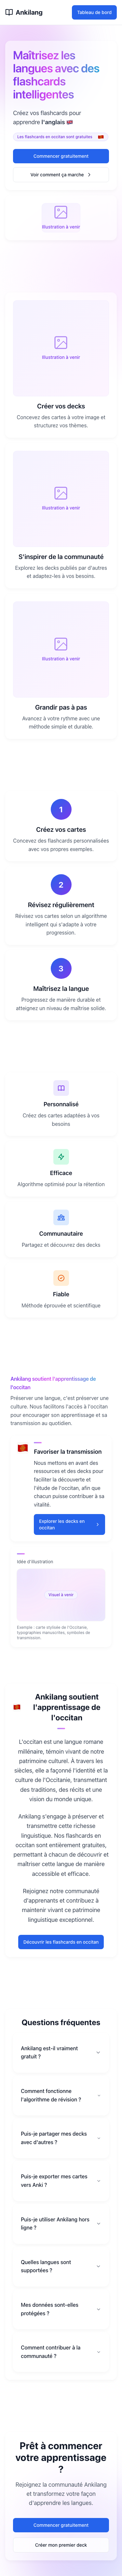 Ankilang
Tableau de bord
Maîtrisez les
langues avec des
flashcards
intelligentes
Créez vos flashcards pour
apprendre l'anglais
Les flashcards en occitan sont gratuites
Commencer gratuitement
Voir comment ça marche
Illustration à venir
Illustration à venir
Créer vos decks
Concevez des cartes à votre image et
structurez vos thèmes.
Illustration à venir
S'inspirer de la communauté
Explorez les decks publiés par d'autres
et adaptez-les à vos besoins.
Illustration à venir
Grandir pas à pas
Avancez à votre rythme avec une
méthode simple et durable.
1
Créez vos cartes
Concevez des flashcards personnalisées
avec vos propres exemples.
2
Révisez régulièrement
Révisez vos cartes selon un algorithme
intelligent qui s'adapte à votre
progression.
3
Maîtrisez la langue
Progressez de manière durable et
atteignez un niveau de maîtrise solide.
Personnalisé
Créez des cartes adaptées à vos
besoins
Efficace
Algorithme optimisé pour la rétention
Communautaire
Partagez et découvrez des decks
Fiable
Méthode éprouvée et scientifique
Ankilang soutient l'apprentissage de
l'occitan
Préserver une langue, c'est préserver une
culture. Nous facilitons l'accès à l'occitan
pour encourager son apprentissage et sa
transmission au quotidien.
Favoriser la transmission
Nous mettons en avant des
ressources et des decks pour
faciliter la découverte et
l'étude de l'occitan, afin que
chacun puisse contribuer à sa
vitalité.
Explorer les decks en
occitan
Idée d'illustration
Visuel à venir
Exemple : carte stylisée de l'Occitanie,
typographies manuscrites, symboles de
transmission.
Ankilang soutient
l'apprentissage de
l'occitan
L'occitan est une langue romane
millénaire, témoin vivant de notre
patrimoine culturel. À travers les
siècles, elle a façonné l'identité et la
culture de l'Occitanie, transmettant
des traditions, des récits et une
vision du monde unique.
Ankilang s'engage à préserver et
transmettre cette richesse
linguistique. Nos flashcards en
occitan sont entièrement gratuites,
permettant à chacun de découvrir et
maîtriser cette langue de manière
accessible et efficace.
Rejoignez notre communauté
d'apprenants et contribuez à
maintenir vivant ce patrimoine
linguistique exceptionnel.
Découvrir les flashcards en occitan
Questions fréquentes
Ankilang est-il vraiment
gratuit ?
Comment fonctionne
l'algorithme de révision ?
Puis-je partager mes decks
avec d'autres ?
Puis-je exporter mes cartes
vers Anki ?
Puis-je utiliser Ankilang hors
ligne ?
Quelles langues sont
supportées ?
Mes données sont-elles
protégées ?
Comment contribuer à la
communauté ?
Prêt à commencer
votre apprentissage
?
Rejoignez la communauté Ankilang
et transformez votre façon
d'apprendre les langues.
Commencer gratuitement
Créer mon premier deck